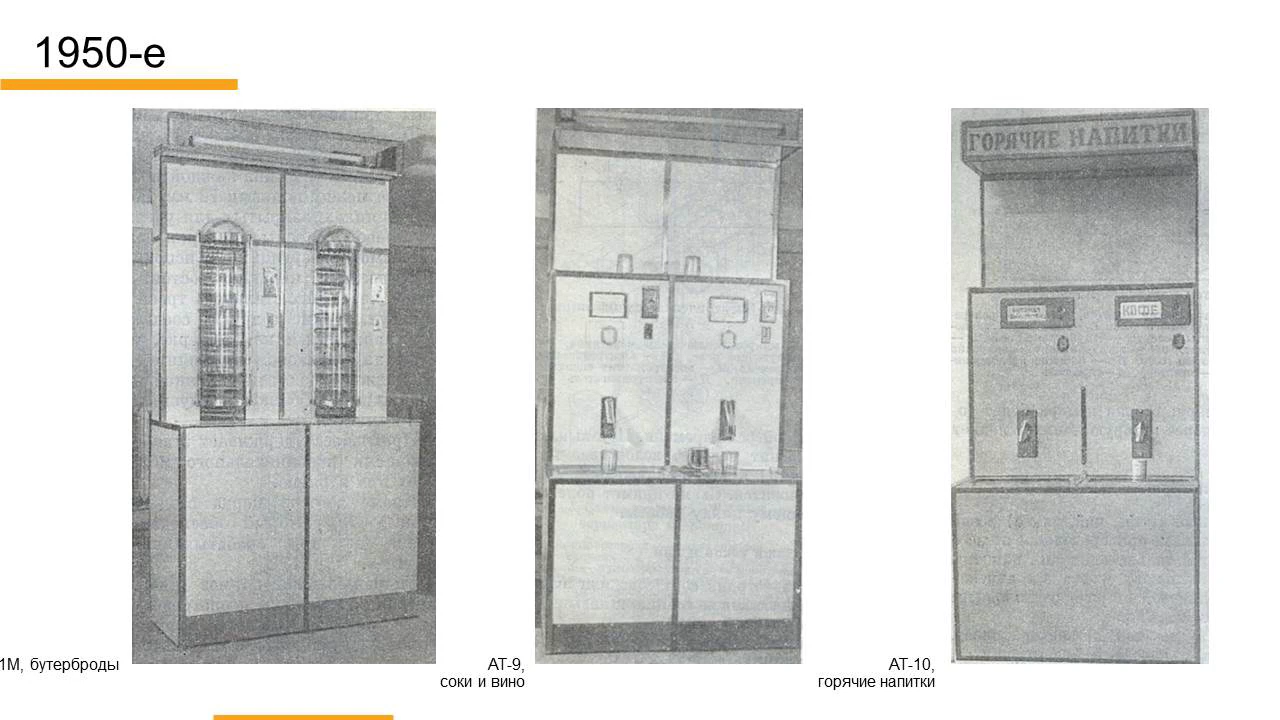 1950-е
ГОРЯЧИЕ НАПИТКИ
КОФЕ
1М, бутерброды
АТ-9,
соки и вино
АТ-10,
горячие напитки